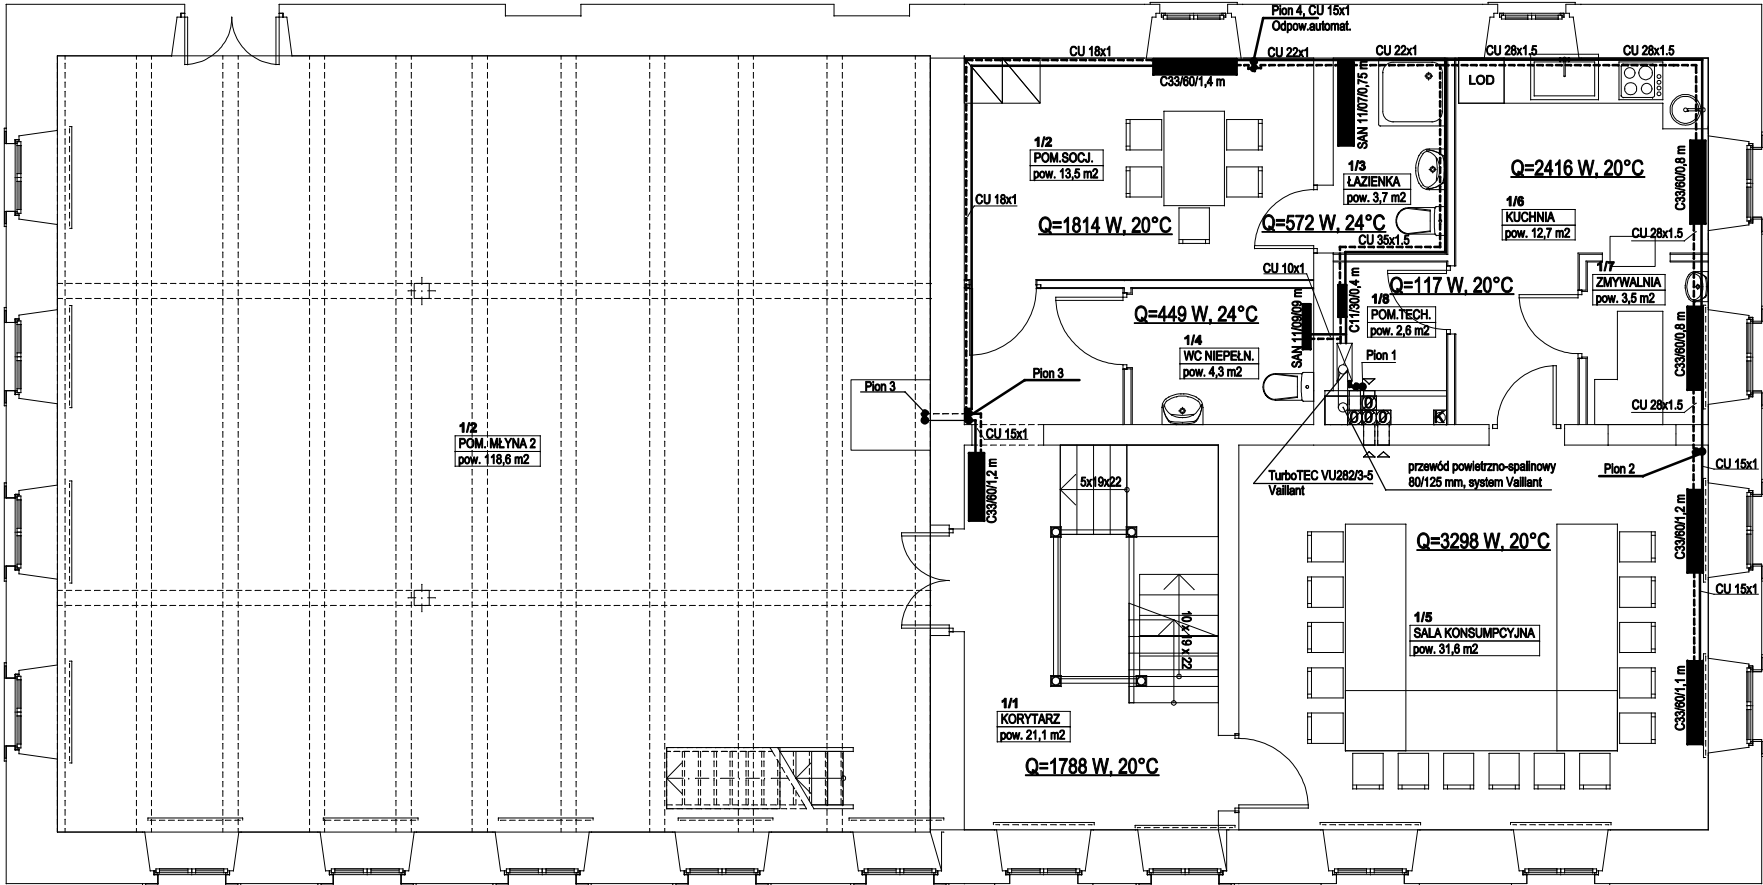 Pion 4, CU 15x1
Odpow.automat.
CU 18x1
CU 22x1
CU 22x1
CU 28x1.5
CU 28x1.5
C33/60/1,4 m
SAN 11/07/0,75 m
LOD
1/2
POM.SOCJ.
pow. 13,5 m2
CU 18x1
Q=1814 W, 20°C
1/3
ŁAZIENKA
pow. 3,7 m2
Q=572 W, 24°C
CU 35x1.5
Q=2416 W, 20°C
1/6
KUCHNIA
pow. 12,7 m2
C33/60/0,8 m
CU 28x1.5
CU 10x1
C11/30/0,4 m
Q=117 W, 20°C
1/8
POM.TECH.
pow. 2,6 m2
1/7
ZMYWALNIA
pow. 3,5 m2
Q=449 W, 24°C
SAN 11/09/09 m
1/4
WC NIEPEŁN.
pow. 4,3 m2
C33/60/0,8 m
Pion 1
Pion 3
Pion 3
CU 28x1.5
K
1/2
POM. MŁYNA 2
pow. 118,6 m2
CU 15x1
C33/60/1,2 m
5x19x22
TurboTEC VU282/3-5
Vaillant
przewód powietrzno-spalinowy
80/125 mm, system Vaillant
Pion 2
CU 15x1
C33/60/1,2 m
Q=3298 W, 20°C
CU 15x1
10 x 19 x 22
1/5
SALA KONSUMPCYJNA
pow. 31,6 m2
C33/60/1,1 m
1/1
KORYTARZ
pow. 21,1 m2
Q=1788 W, 20°C